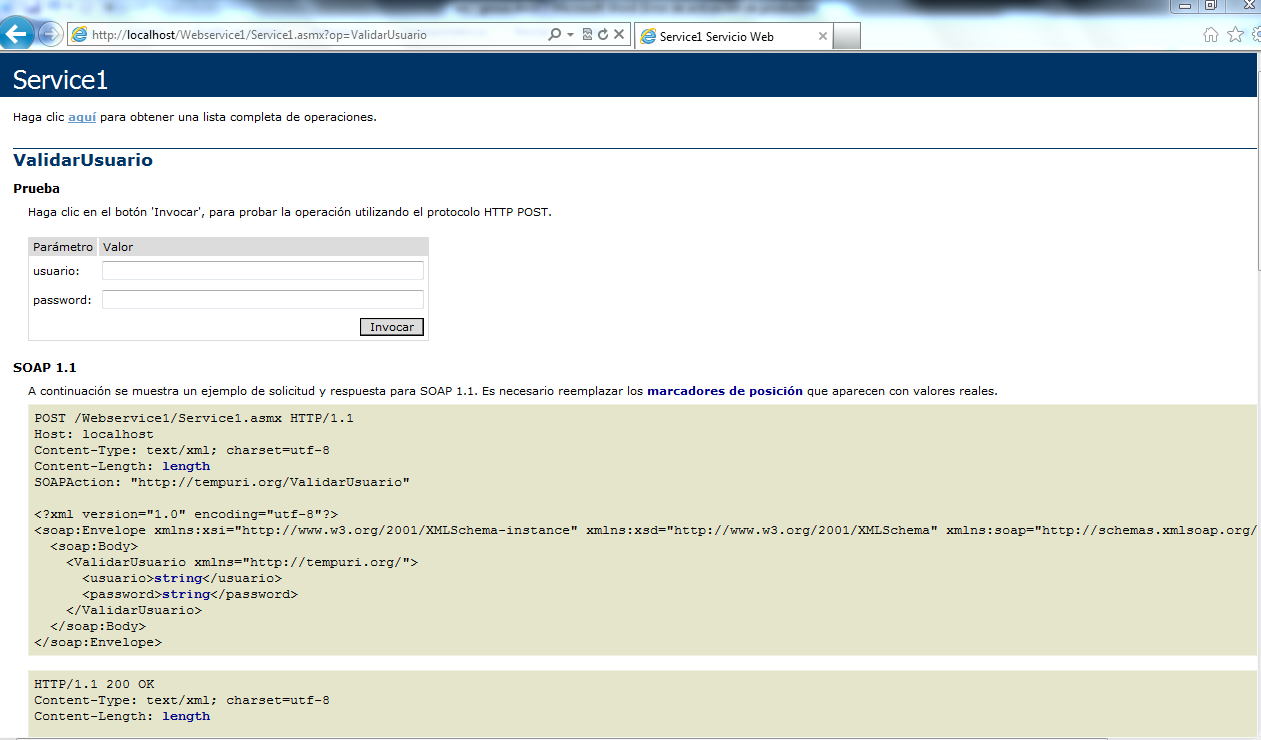 http://localhost/Webservice1/Service1.asmx?op=ValidarUsuario
Service1 Servicio Web
Service1
Haga clic aquí para obtener una lista completa de operaciones.
ValidarUsuario
Prueba
Haga clic en el botón 'Invocar', para probar la operación utilizando el protocolo HTTP POST.
Parámetro Valor
usuario:
password:
Invocar
SOAP 1.1
A continuación se muestra un ejemplo de solicitud y respuesta para SOAP 1.1. Es necesario reemplazar los marcadores de posición que aparecen con valores reales.
POST /Webservice1/Service1.asmx HTTP/1.1
Host: localhost
Content-Type: text/xml; charset=utf-8
Content-Length: length
SOAPAction: "http://tempuri.org/ValidarUsuario"
<?xml version="1.0" encoding="utf-8"?>
<soap:Envelope xmlns:xsi="http://www.w3.org/2001/XMLSchema-instance" xmlns:xsd="http://www.w3.org/2001/XMLSchema" xmlns:soap="http://schemas.xmlsoap.org/
<soap:Body>
<ValidarUsuario xmlns="http://tempuri.org/">
<usuario>string</usuario>
<password>string</password>
</ValidarUsuario>
</soap:Body>
</soap:Envelope>
HTTP/1.1 200 OK
Content-Type: text/xml; charset=utf-8
Content-Length: length